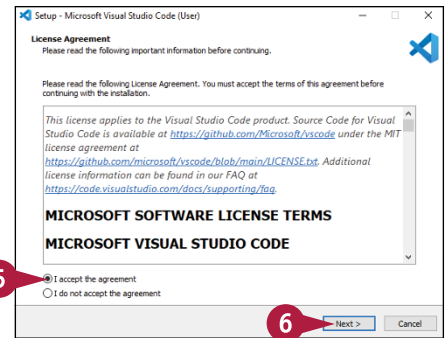 Setup - Microsoft Visual Studio Code (User)
License Agreement
Please read the following important information before continuing.
Please read the following License Agreement. You must accept the terms of this agreement before
continuing with the installation.
This license applies to the Visual Studio Code product. Source Code for Visual
Studio Code is available at https://github.com/Microsoft/vscode under the MIT
license agreement at
https://github.com/microsoft/vscode/blob/main/LICENSE.txt. Additional
license information can be found in our FAQ at
https://code.visualstudio.com/docs/supporting/faq.
MICROSOFT SOFTWARE LICENSE TERMS
MICROSOFT VISUAL STUDIO CODE
5
I accept the agreement
I do not accept the agreement
6
Next >
Cancel